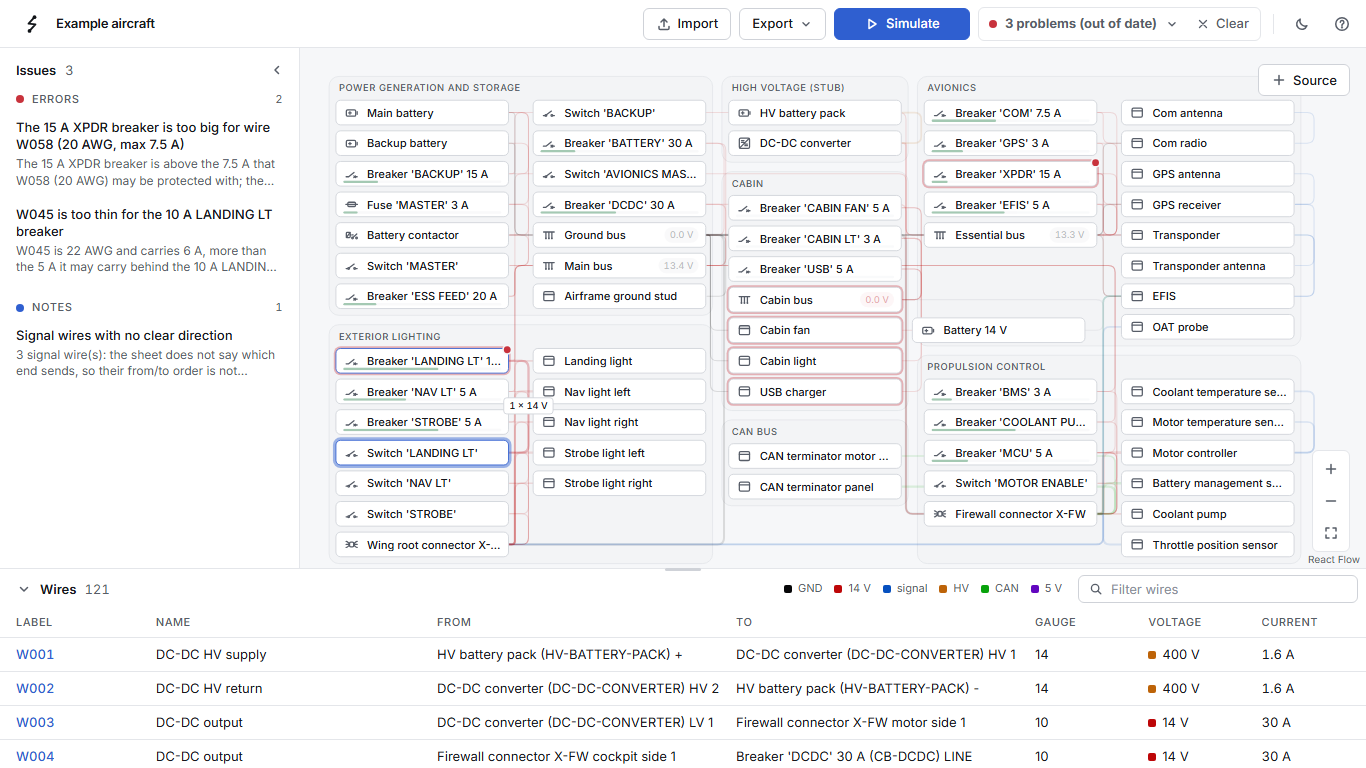 Example aircraft
Import
Export
Simulate
3 problems (out of date)
Clear
Issues 3
ERRORS 2
The 15 A XPDR breaker is too big for wire
W058 (20 AWG, max 7.5 A)
The 15 A XPDR breaker is above the 7.5 A that
W058 (20 AWG) may be protected with; the...
W045 is too thin for the 10 A LANDING LT
breaker
W045 is 22 AWG and carries 6 A, more than
the 5 A it may carry behind the 10 A LANDIN...
NOTES 1
Signal wires with no clear direction
3 signal wire(s): the sheet does not say which
end sends, so their from/to order is not...
Source
POWER GENERATION AND STORAGE
Main battery
Backup battery
Breaker 'BACKUP' 15 A
Fuse 'MASTER' 3 A
Battery contactor
Switch 'MASTER'
Breaker 'ESS FEED' 20 A
Switch 'BACKUP'
Breaker 'BATTERY' 30 A
Switch 'AVIONICS MAS...
Breaker 'DCDC' 30 A
Ground bus 0.0 V
Main bus 13.4 V
Airframe ground stud
EXTERIOR LIGHTING
Breaker 'LANDING LT' 1...
Breaker 'NAV LT' 5 A
Breaker 'STROBE' 5 A
Switch 'LANDING LT'
Switch 'NAV LT'
Switch 'STROBE'
Wing root connector X-...
1 × 14 V
Landing light
Nav light left
Nav light right
Strobe light left
Strobe light right
HIGH VOLTAGE (STUB)
HV battery pack
DC-DC converter
CABIN
Breaker 'CABIN FAN' 5 A
Breaker 'CABIN LT' 3 A
Breaker 'USB' 5 A
Cabin bus 0.0 V
Cabin fan
Cabin light
USB charger
CAN BUS
CAN terminator motor ...
CAN terminator panel
AVIONICS
Breaker 'COM' 7.5 A
Breaker 'GPS' 3 A
Breaker 'XPDR' 15 A
Breaker 'EFIS' 5 A
Essential bus 13.3 V
Com antenna
Com radio
GPS antenna
GPS receiver
Transponder
Transponder antenna
EFIS
OAT probe
Battery 14 V
PROPULSION CONTROL
Breaker 'BMS' 3 A
Breaker 'COOLANT PU...
Breaker 'MCU' 5 A
Switch 'MOTOR ENABLE'
Firewall connector X-FW
Coolant temperature se...
Motor temperature sen...
Motor controller
Battery management s...
Coolant pump
Throttle position sensor
React Flow
Wires 121
GND 14 V signal HV CAN 5 V
Filter wires
LABEL NAME FROM TO GAUGE VOLTAGE CURRENT
W001 DC-DC HV supply HV battery pack (HV-BATTERY-PACK) + DC-DC converter (DC-DC-CONVERTER) HV 1 14 400 V 1.6 A
W002 DC-DC HV return DC-DC converter (DC-DC-CONVERTER) HV 2 HV battery pack (HV-BATTERY-PACK) - 14 400 V 1.6 A
W003 DC-DC output DC-DC converter (DC-DC-CONVERTER) LV 1 Firewall connector X-FW motor side 1 10 14 V 30 A
W004 DC-DC output Firewall connector X-FW cockpit side 1 Breaker 'DCDC' 30 A (CB-DCDC) LINE 10 14 V 30 A